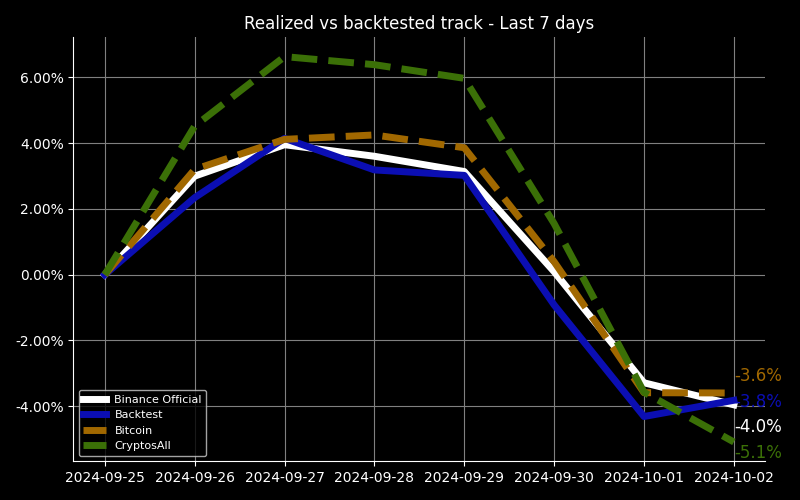 Realized vs backtested track - Last 7 days
6.00%
4.00%
2.00%
0.00%
-2.00%
-4.00%
Binance Official
Backtest
Bitcoin
CryptosAll
-3.6%
-3.8%
-4.0%
-5.1%
2024-09-25 2024-09-26 2024-09-27 2024-09-28 2024-09-29 2024-09-30 2024-10-01 2024-10-02